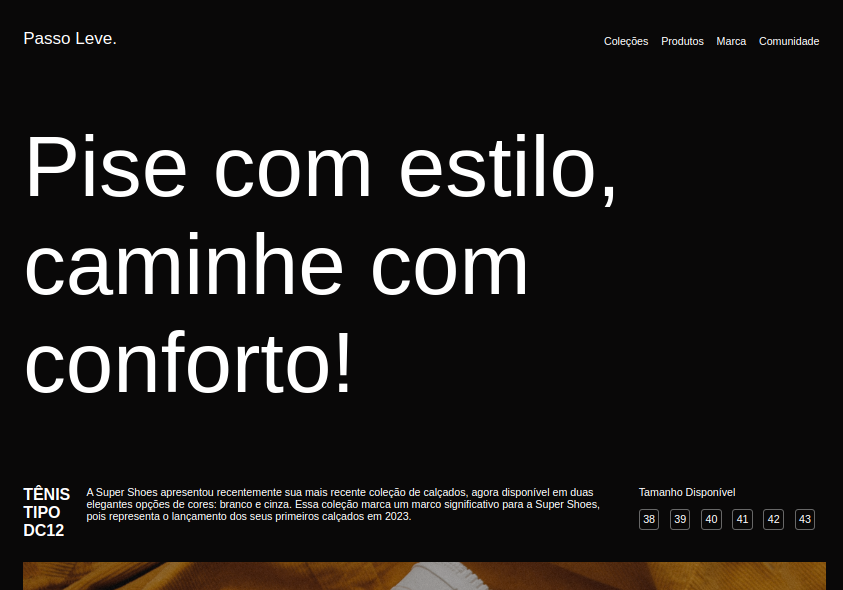 Passo Leve.
Coleções Produtos Marca Comunidade
Pise com estilo,
caminhe com
conforto!
TÊNIS
TIPO
DC12
A Super Shoes apresentou recentemente sua mais recente coleção de calçados, agora disponível em duas
elegantes opções de cores: branco e cinza. Essa coleção marca um marco significativo para a Super Shoes,
pois representa o lançamento dos seus primeiros calçados em 2023.
Tamanho Disponível
38 39 40 41 42 43